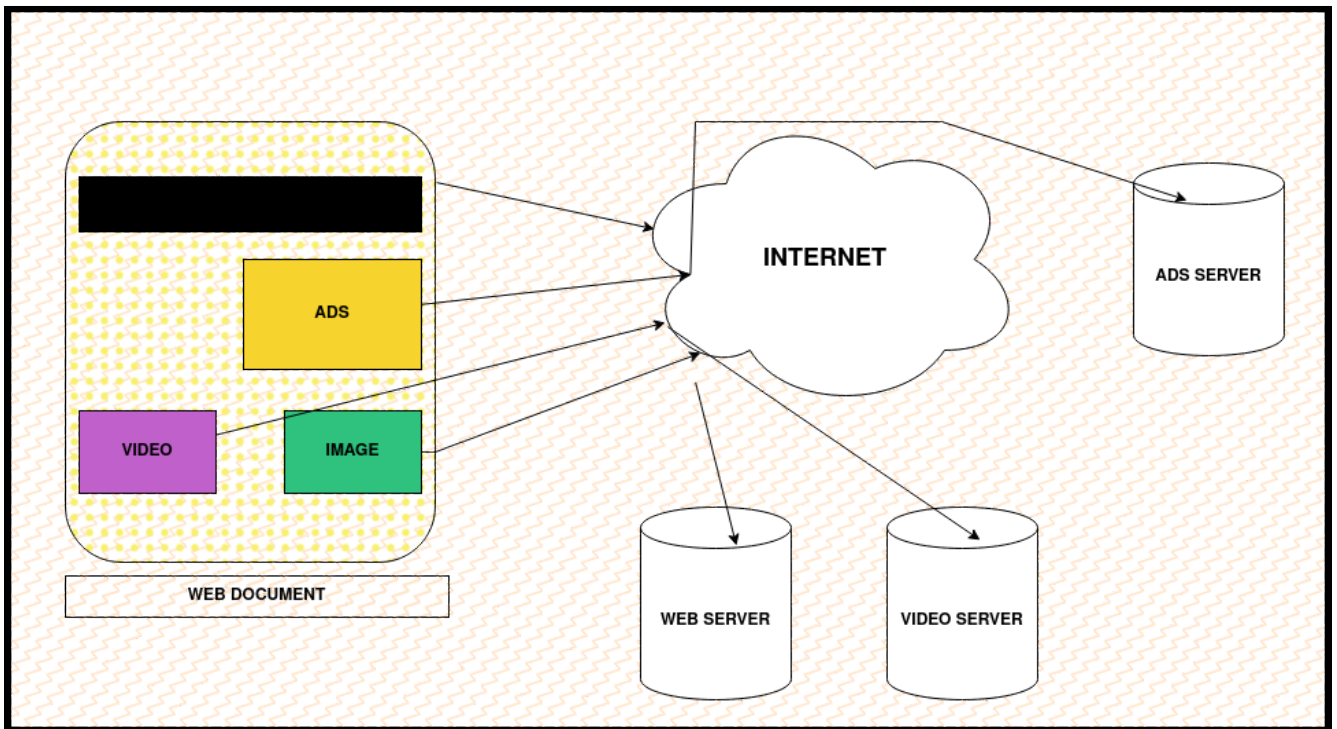 INTERNET
ADS SERVER
ADS
VIDEO
IMAGE
WEB DOCUMENT
WEB SERVER
VIDEO SERVER